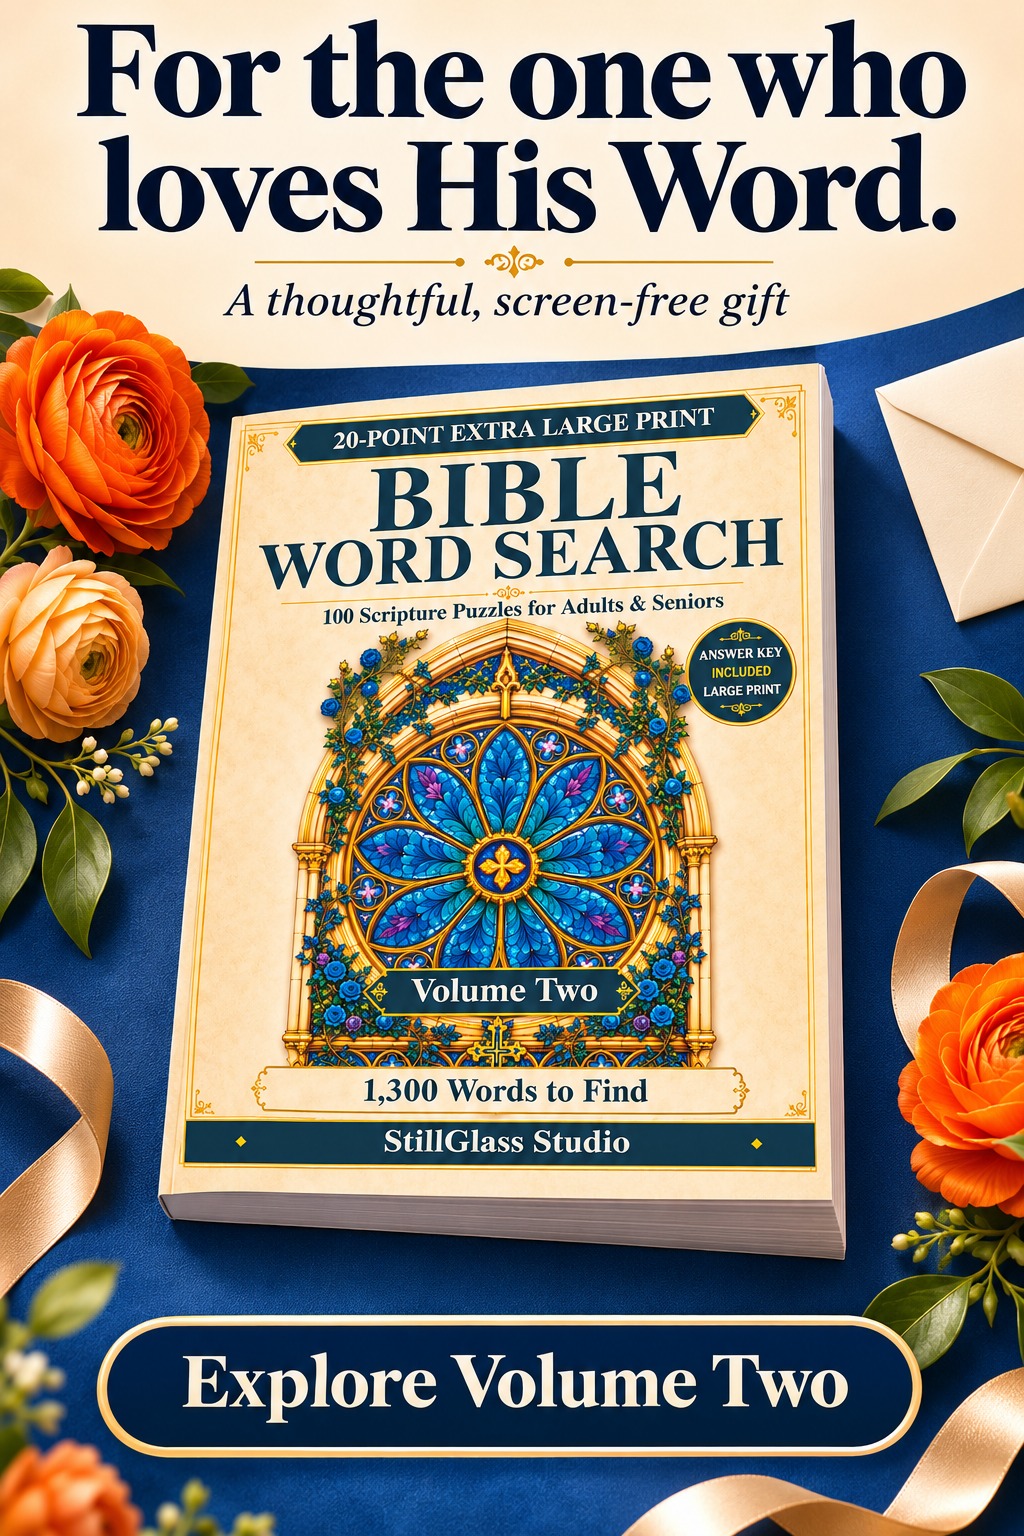 For the one who
loves His Word.
A thoughtful, screen-free gift
20-POINT EXTRA LARGE PRINT
BIBLE
WORD SEARCH
100 Scripture Puzzles for Adults & Seniors
ANSWER KEY
INCLUDED
LARGE PRINT
Volume Two
1,300 Words to Find
StillGlass Studio
Explore Volume Two